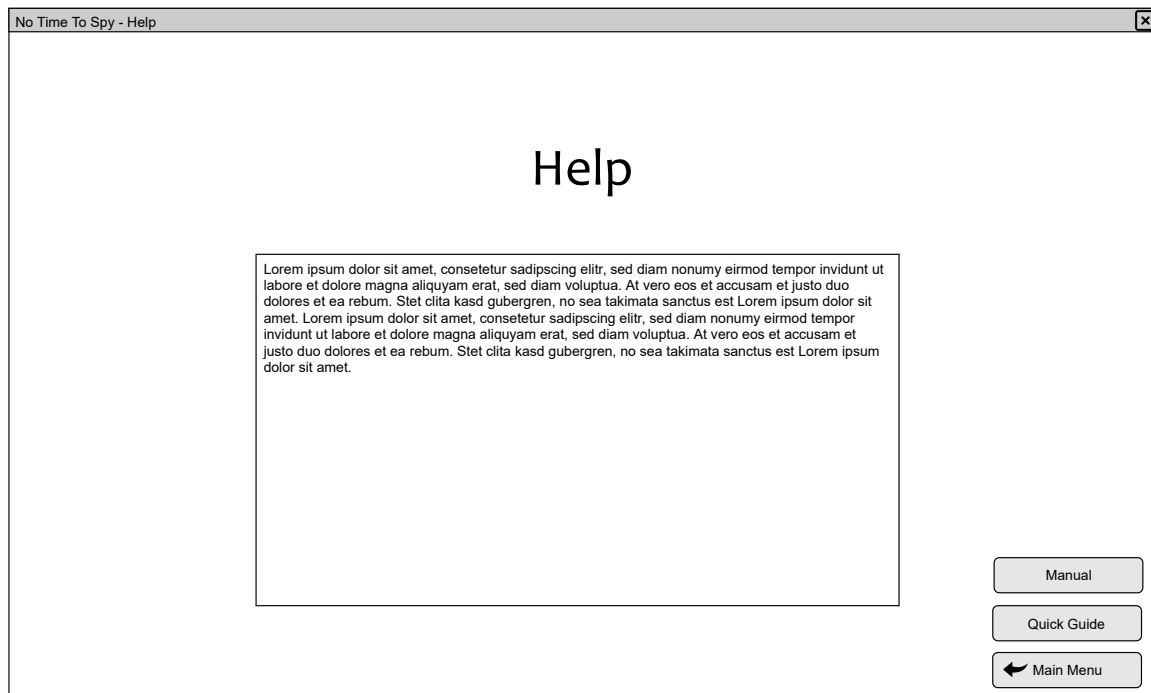 No Time To Spy - Help
Help
Lorem ipsum dolor sit amet, consetetur sadipscing elitr, sed diam nonumy eirmod tempor invidunt ut
labore et dolore magna aliquyam erat, sed diam voluptua. At vero eos et accusam et justo duo
dolores et ea rebum. Stet clita kasd gubergren, no sea takimata sanctus est Lorem ipsum dolor sit
amet. Lorem ipsum dolor sit amet, consetetur sadipscing elitr, sed diam nonumy eirmod tempor
invidunt ut labore et dolore magna aliquyam erat, sed diam voluptua. At vero eos et accusam et
justo duo dolores et ea rebum. Stet clita kasd gubergren, no sea takimata sanctus est Lorem ipsum
dolor sit amet.
Manual
Quick Guide
Main Menu